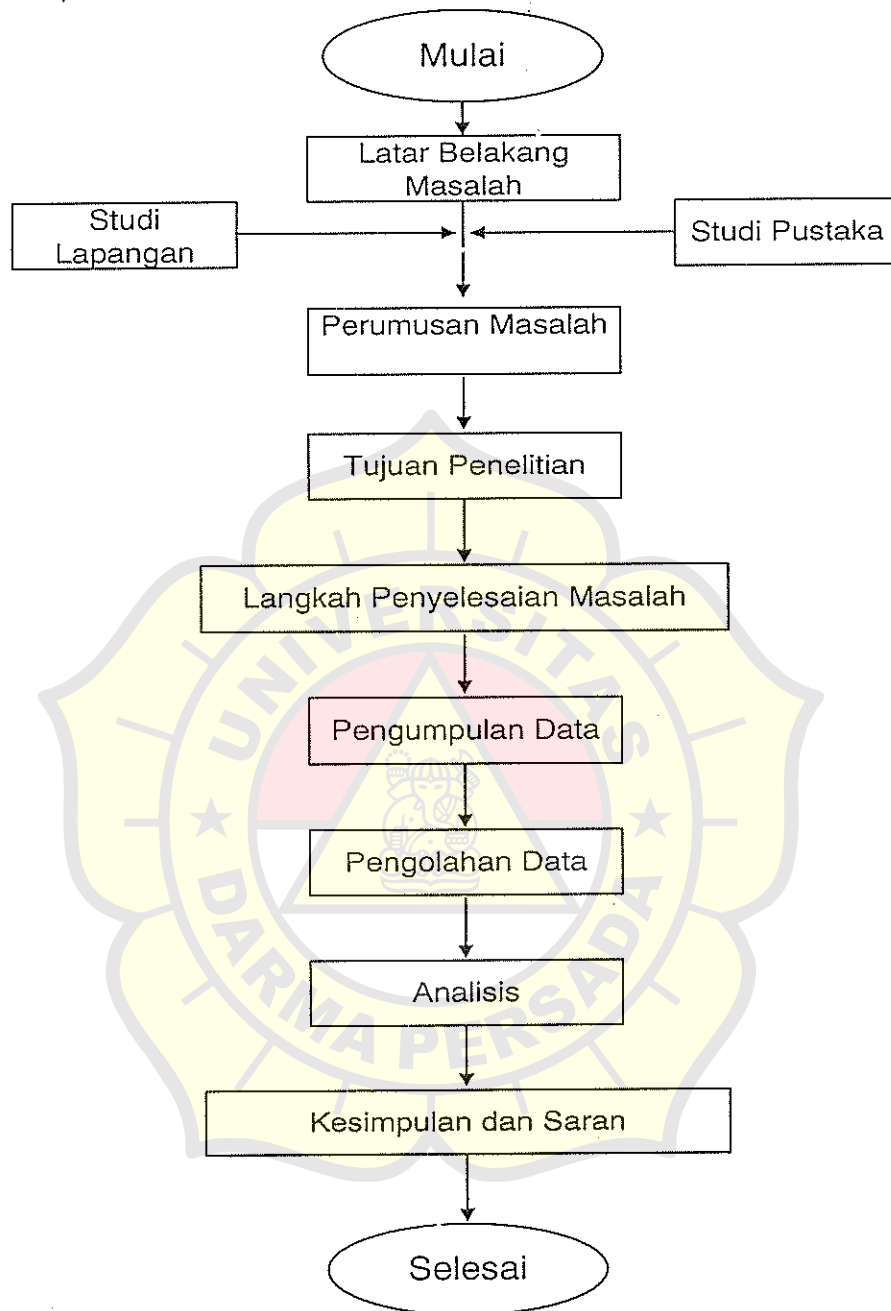 Mulai
Latar Belakang
Masalah
Studi
Lapangan
Studi Pustaka
Perumusan Masalah
Tujuan Penelitian
Langkah Penyelesaian Masalah
Pengumpulan Data
Pengolahan Data
Analisis
Kesimpulan dan Saran
Selesai
UNIVERSITAS
DARMA PERSADA